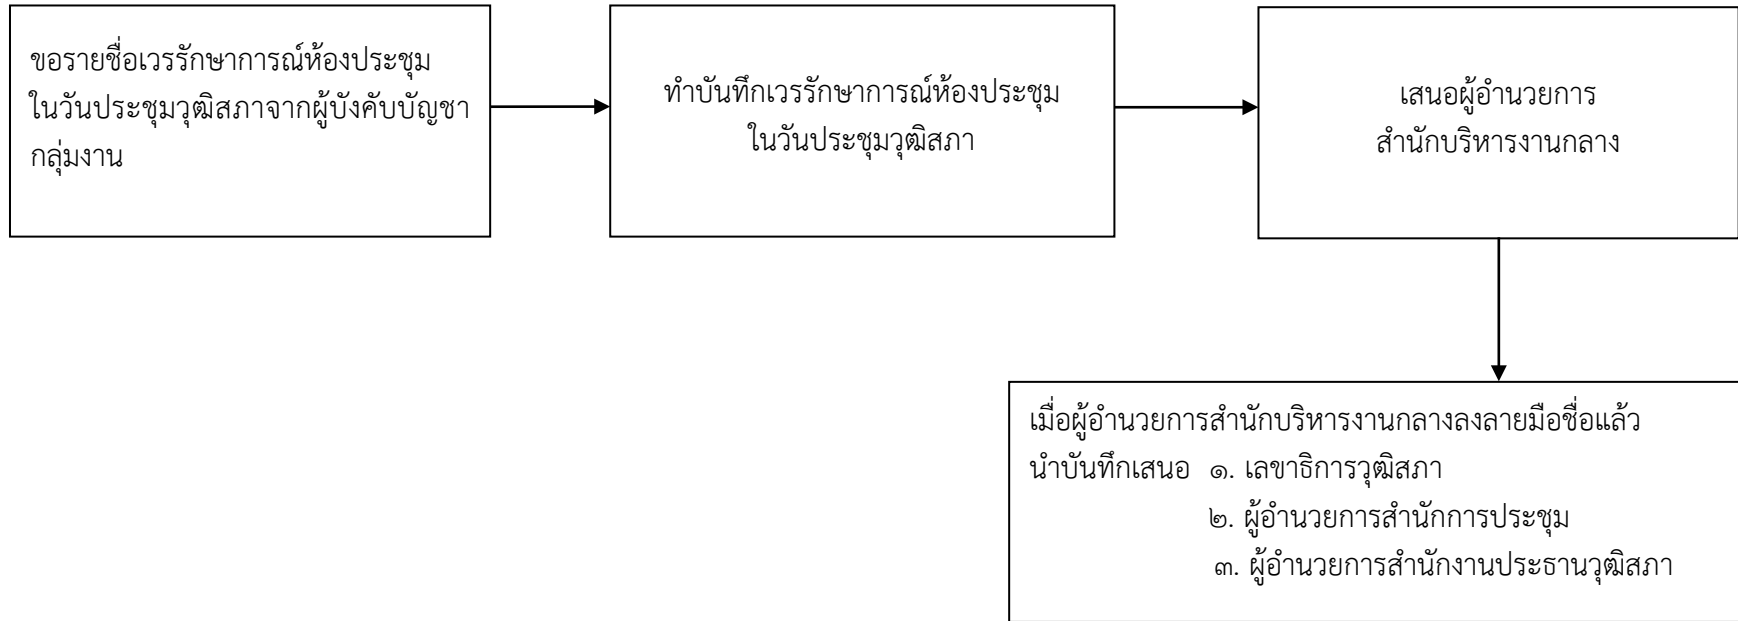 ขอรายชื่อเวรรักษาการณ์ห้องประชุม
ในวันประชุมวุฒิสภาจากผู้บังคับบัญชา
กลุ่มงาน
ทำบันทึกเวรรักษาการณ์ห้องประชุม
ในวันประชุมวุฒิสภา
เสนอผู้อำนวยการ
สำนักบริหารงานกลาง
เมื่อผู้อำนวยการสำนักบริหารงานกลางลงลายมือชื่อแล้ว
นำบันทึกเสนอ ๑. เลขาธิการวุฒิสภา
๒. ผู้อำนวยการสำนักการประชุม
๓. ผู้อำนวยการสำนักงานประธานวุฒิสภา